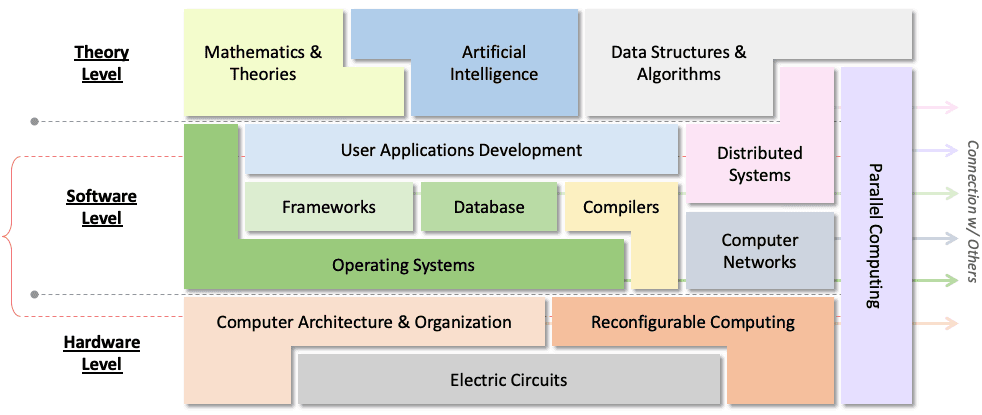 Theory
Level
Mathematics &
Theories
Artificial
Intelligence
Data Structures &
Algorithms
Software
Level
User Applications Development
Distributed
Systems
Frameworks
Database
Compilers
Operating Systems
Computer
Networks
Parallel Computing
Connection w/ Others
Hardware
Level
Computer Architecture & Organization
Reconfigurable Computing
Electric Circuits